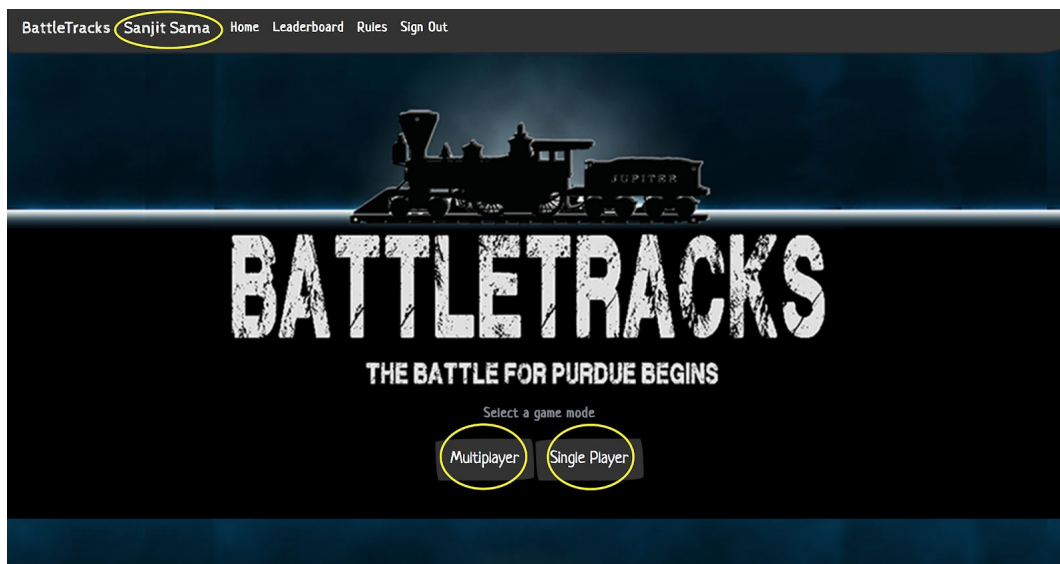 BattleTracks Sanjit Sama Home Leaderboard Rules Sign Out
JUPITER
BATTLETRACKS
THE BATTLE FOR PURDUE BEGINS
Select a game mode
Multiplayer Single Player